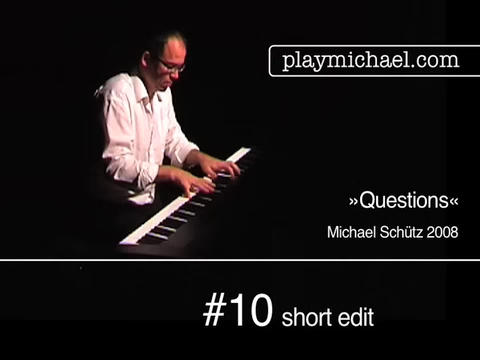 playmichael.com
»Questions«
Michael Schütz 2008
#10 short edit